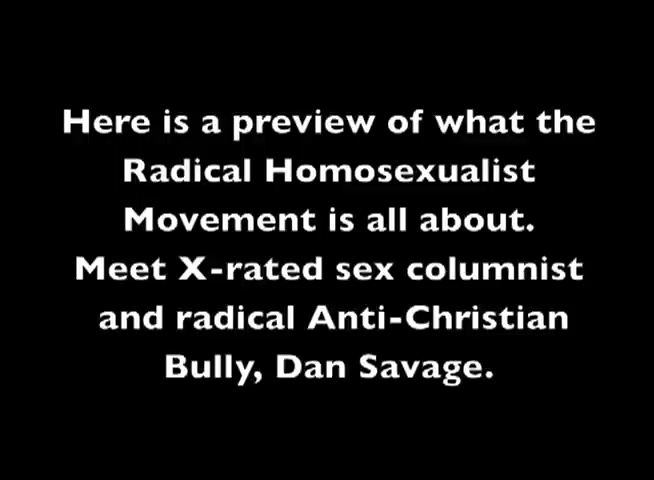 Here is a preview of what the
Radical Homosexualist
Movement is all about.
Meet X-rated sex columnist
and radical Anti-Christian
Bully, Dan Savage.